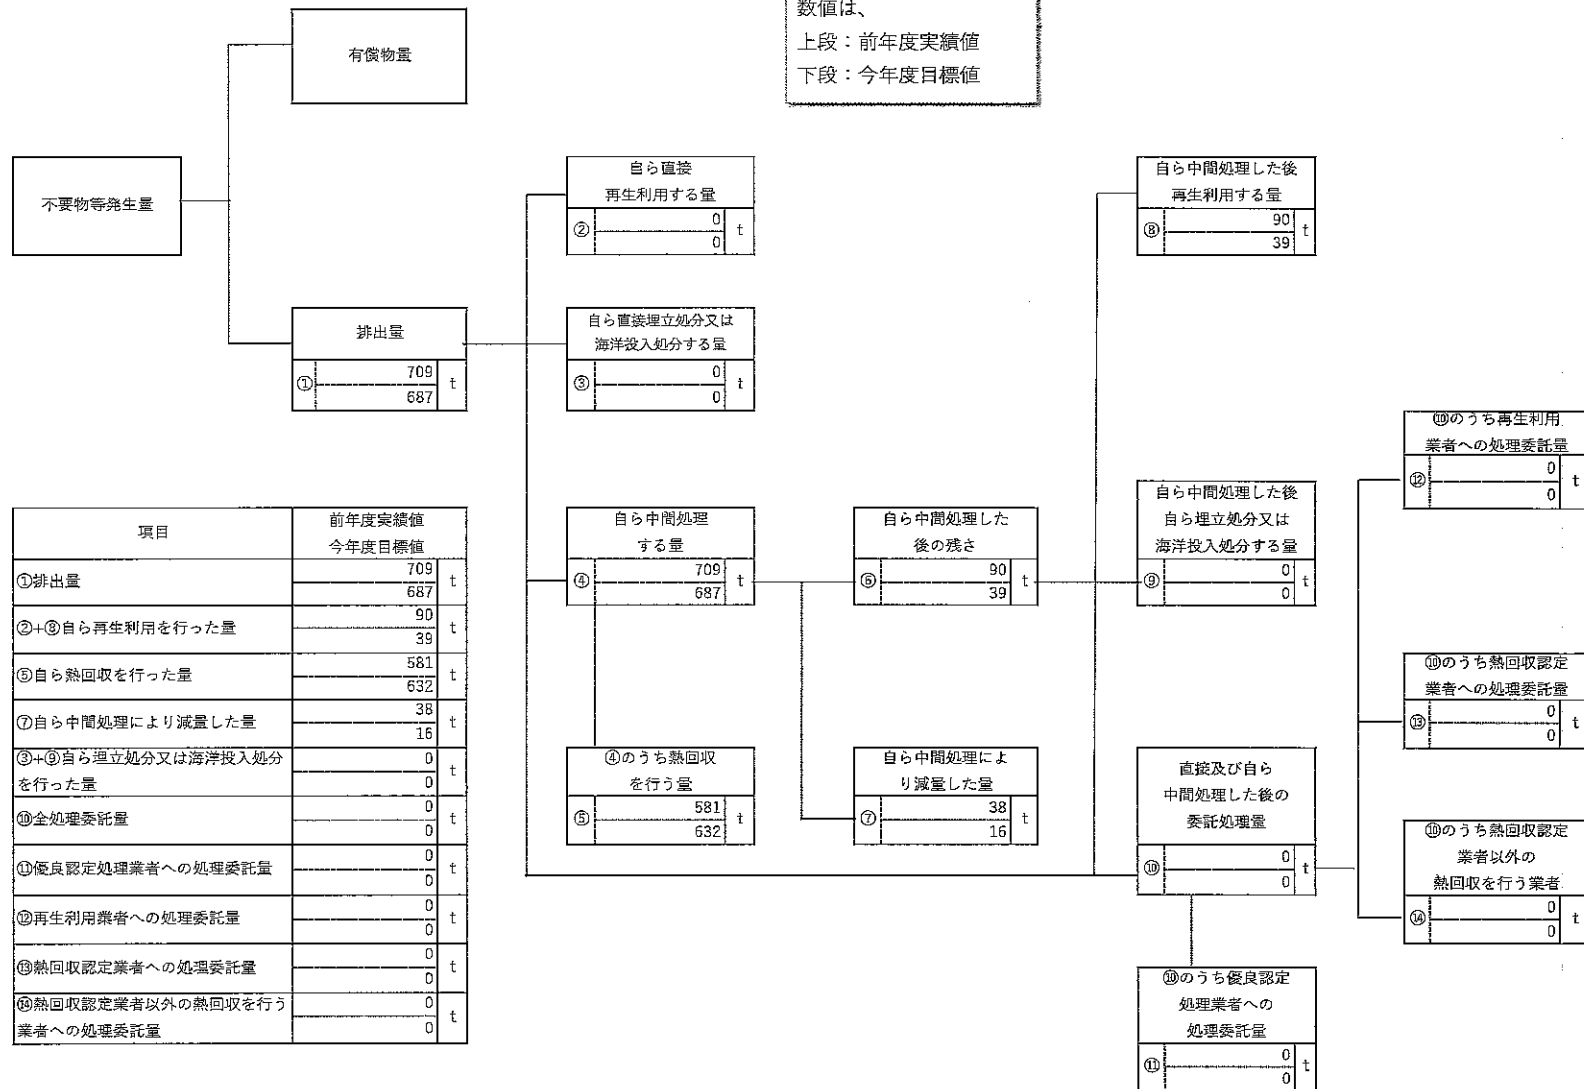 数値は、
上段：前年度実績値
下段：今年度目標値
有償物量
不要物等発生量
排出量
① 709 t
687
自ら直接
再生利用する量
② 0 t
0
自ら直接埋立処分又は
海洋投入処分する量
③ 0 t
0
自ら中間処理
する量
④ 709 t
687
④のうち熱回収
を行う量
⑤ 581 t
632
自ら中間処理した
後の残さ
⑥ 90 t
39
自ら中間処理によ
り減量した量
⑦ 38 t
16
自ら中間処理した後
再生利用する量
⑧ 90 t
39
自ら中間処理した後
自ら埋立処分又は
海洋投入処分する量
⑨ 0 t
0
直接及び自ら
中間処理した後の
委託処理量
⑩ 0 t
0
⑩のうち優良認定
処理業者への
処理委託量
⑪ 0 t
0
⑩のうち再生利用
業者への処理委託量
⑫ 0 t
0
⑩のうち熱回収認定
業者への処理委託量
⑬ 0 t
0
⑩のうち熱回収認定
業者以外の
熱回収を行う業者
⑭ 0 t
0
項目 前年度実績値
今年度目標値
①排出量 709 t
687
②+⑧自ら再生利用を行った量 90 t
39
⑤自ら熱回収を行った量 581 t
632
⑦自ら中間処理により減量した量 38 t
16
③+⑨自ら埋立処分又は海洋投入処分 0 t
を行った量 0
⑩全処理委託量 0 t
0
⑪優良認定処理業者への処理委託量 0 t
0
⑫再生利用業者への処理委託量 0 t
0
⑬熱回収認定業者への処理委託量 0 t
0
⑭熱回収認定業者以外の熱回収を行う 0 t
業者への処理委託量 0